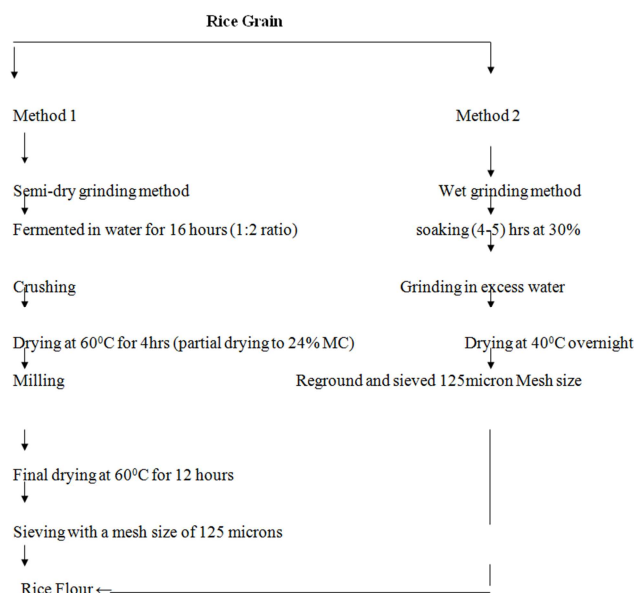 Rice Grain
Method 1
Method 2
Semi-dry grinding method
Wet grinding method
Fermented in water for 16 hours (1:2 ratio)
soaking (4-5) hrs at 30%
Crushing
Grinding in excess water
Drying at 60⁰C for 4hrs (partial drying to 24% MC)
Drying at 40⁰C overnight
Milling
Reground and sieved 125micron Mesh size
Final drying at 60⁰C for 12 hours
Sieving with a mesh size of 125 microns
Rice Flour